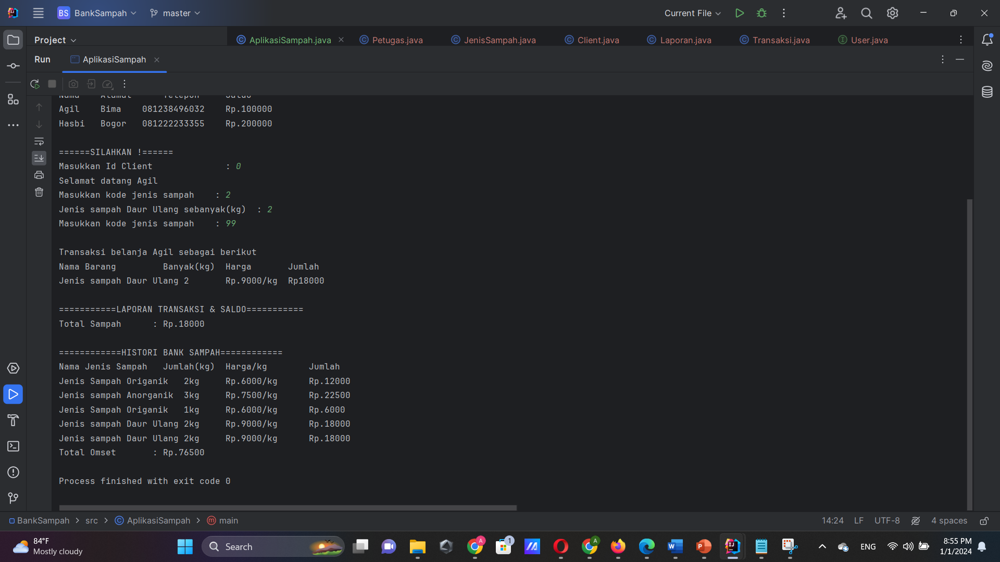 BS BankSampah master Current File
Project AplikasiSampah.java Petugas.java JenisSampah.java Client.java Laporan.java Transaksi.java User.java
Run AplikasiSampah
Nama Alamat Telepon Saldo
Agil Bima 081238496032 Rp.100000
Hasbi Bogor 081222233355 Rp.200000
======SILAHKAN !======
Masukkan Id Client : 0
Selamat datang Agil
Masukkan kode jenis sampah : 2
Jenis sampah Daur Ulang sebanyak(kg) : 2
Masukkan kode jenis sampah : 99
Transaksi belanja Agil sebagai berikut
Nama Barang Banyak(kg) Harga Jumlah
Jenis sampah Daur Ulang 2 Rp.9000/kg Rp18000
===========LAPORAN TRANSAKSI & SALDO===========
Total Sampah : Rp.18000
============HISTORI BANK SAMPAH============
Nama Jenis Sampah Jumlah(kg) Harga/kg Jumlah
Jenis Sampah Origanik 2kg Rp.6000/kg Rp.12000
Jenis sampah Anorganik 3kg Rp.7500/kg Rp.22500
Jenis Sampah Origanik 1kg Rp.6000/kg Rp.6000
Jenis sampah Daur Ulang 2kg Rp.9000/kg Rp.18000
Jenis sampah Daur Ulang 2kg Rp.9000/kg Rp.18000
Total Omset : Rp.76500
Process finished with exit code 0
BankSampah > src > AplikasiSampah > main 14:24 LF UTF-8 4 spaces
84°F
Mostly cloudy
Search
ENG
8:55 PM
1/1/2024